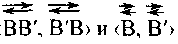 BB′, B′B⟩ и ⟨B, B′⟩